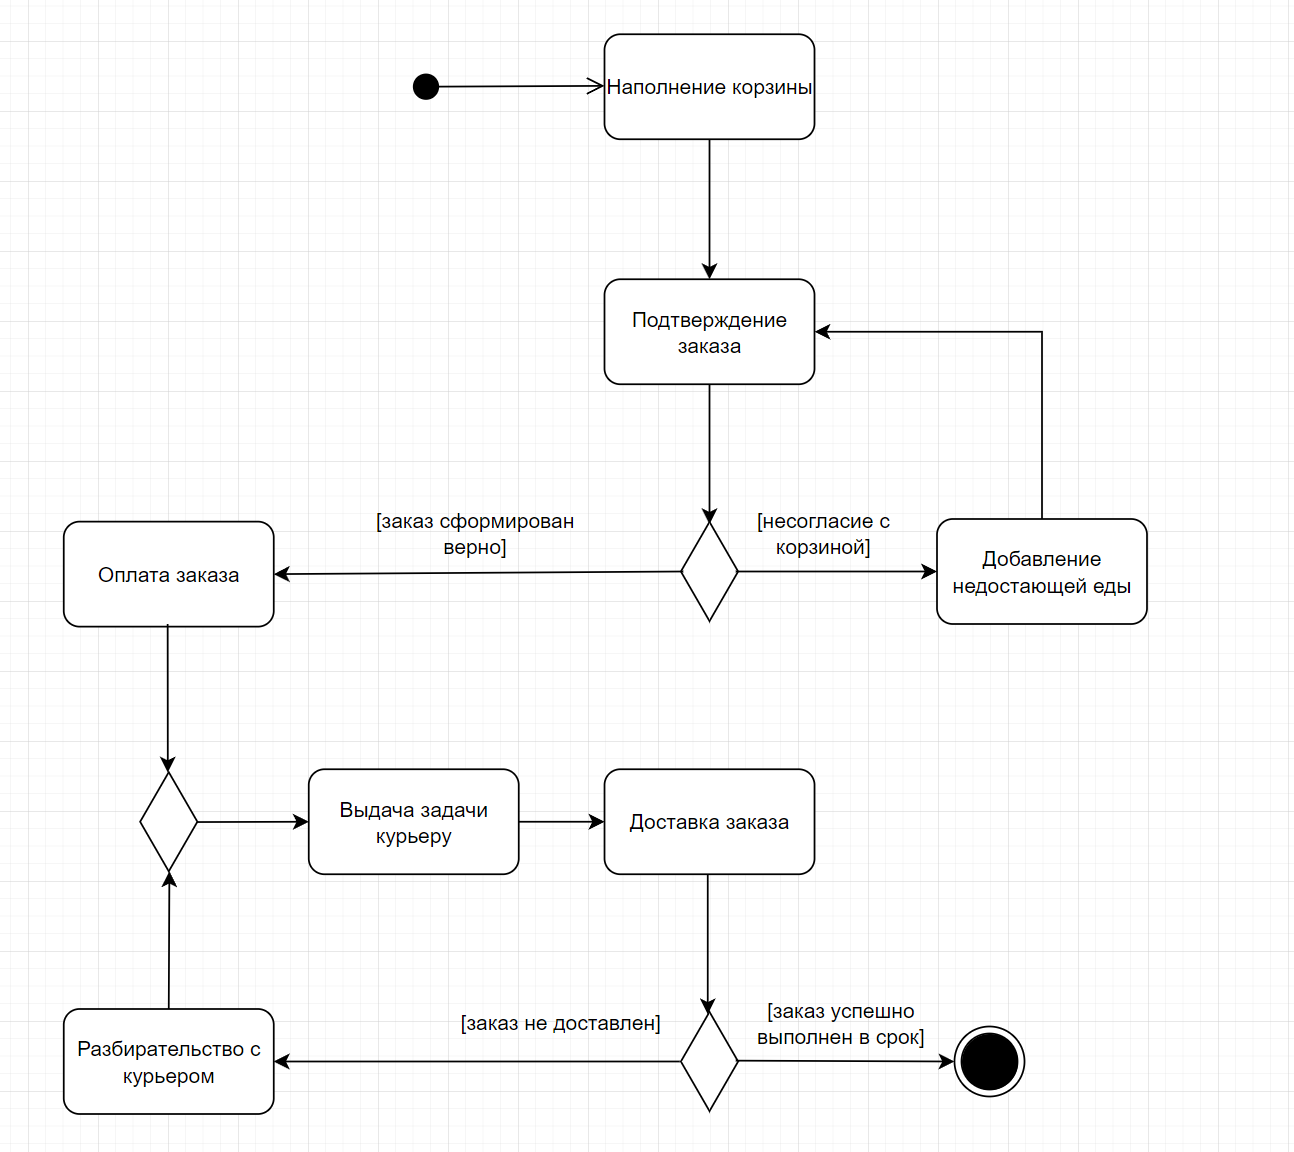 Наполнение корзины
Подтверждение
заказа
[заказ сформирован
верно]
[несогласие с
корзиной]
Оплата заказа
Добавление
недостающей еды
Выдача задачи
курьеру
Доставка заказа
[заказ не доставлен]
[заказ успешно
выполнен в срок]
Разбирательство с
курьером